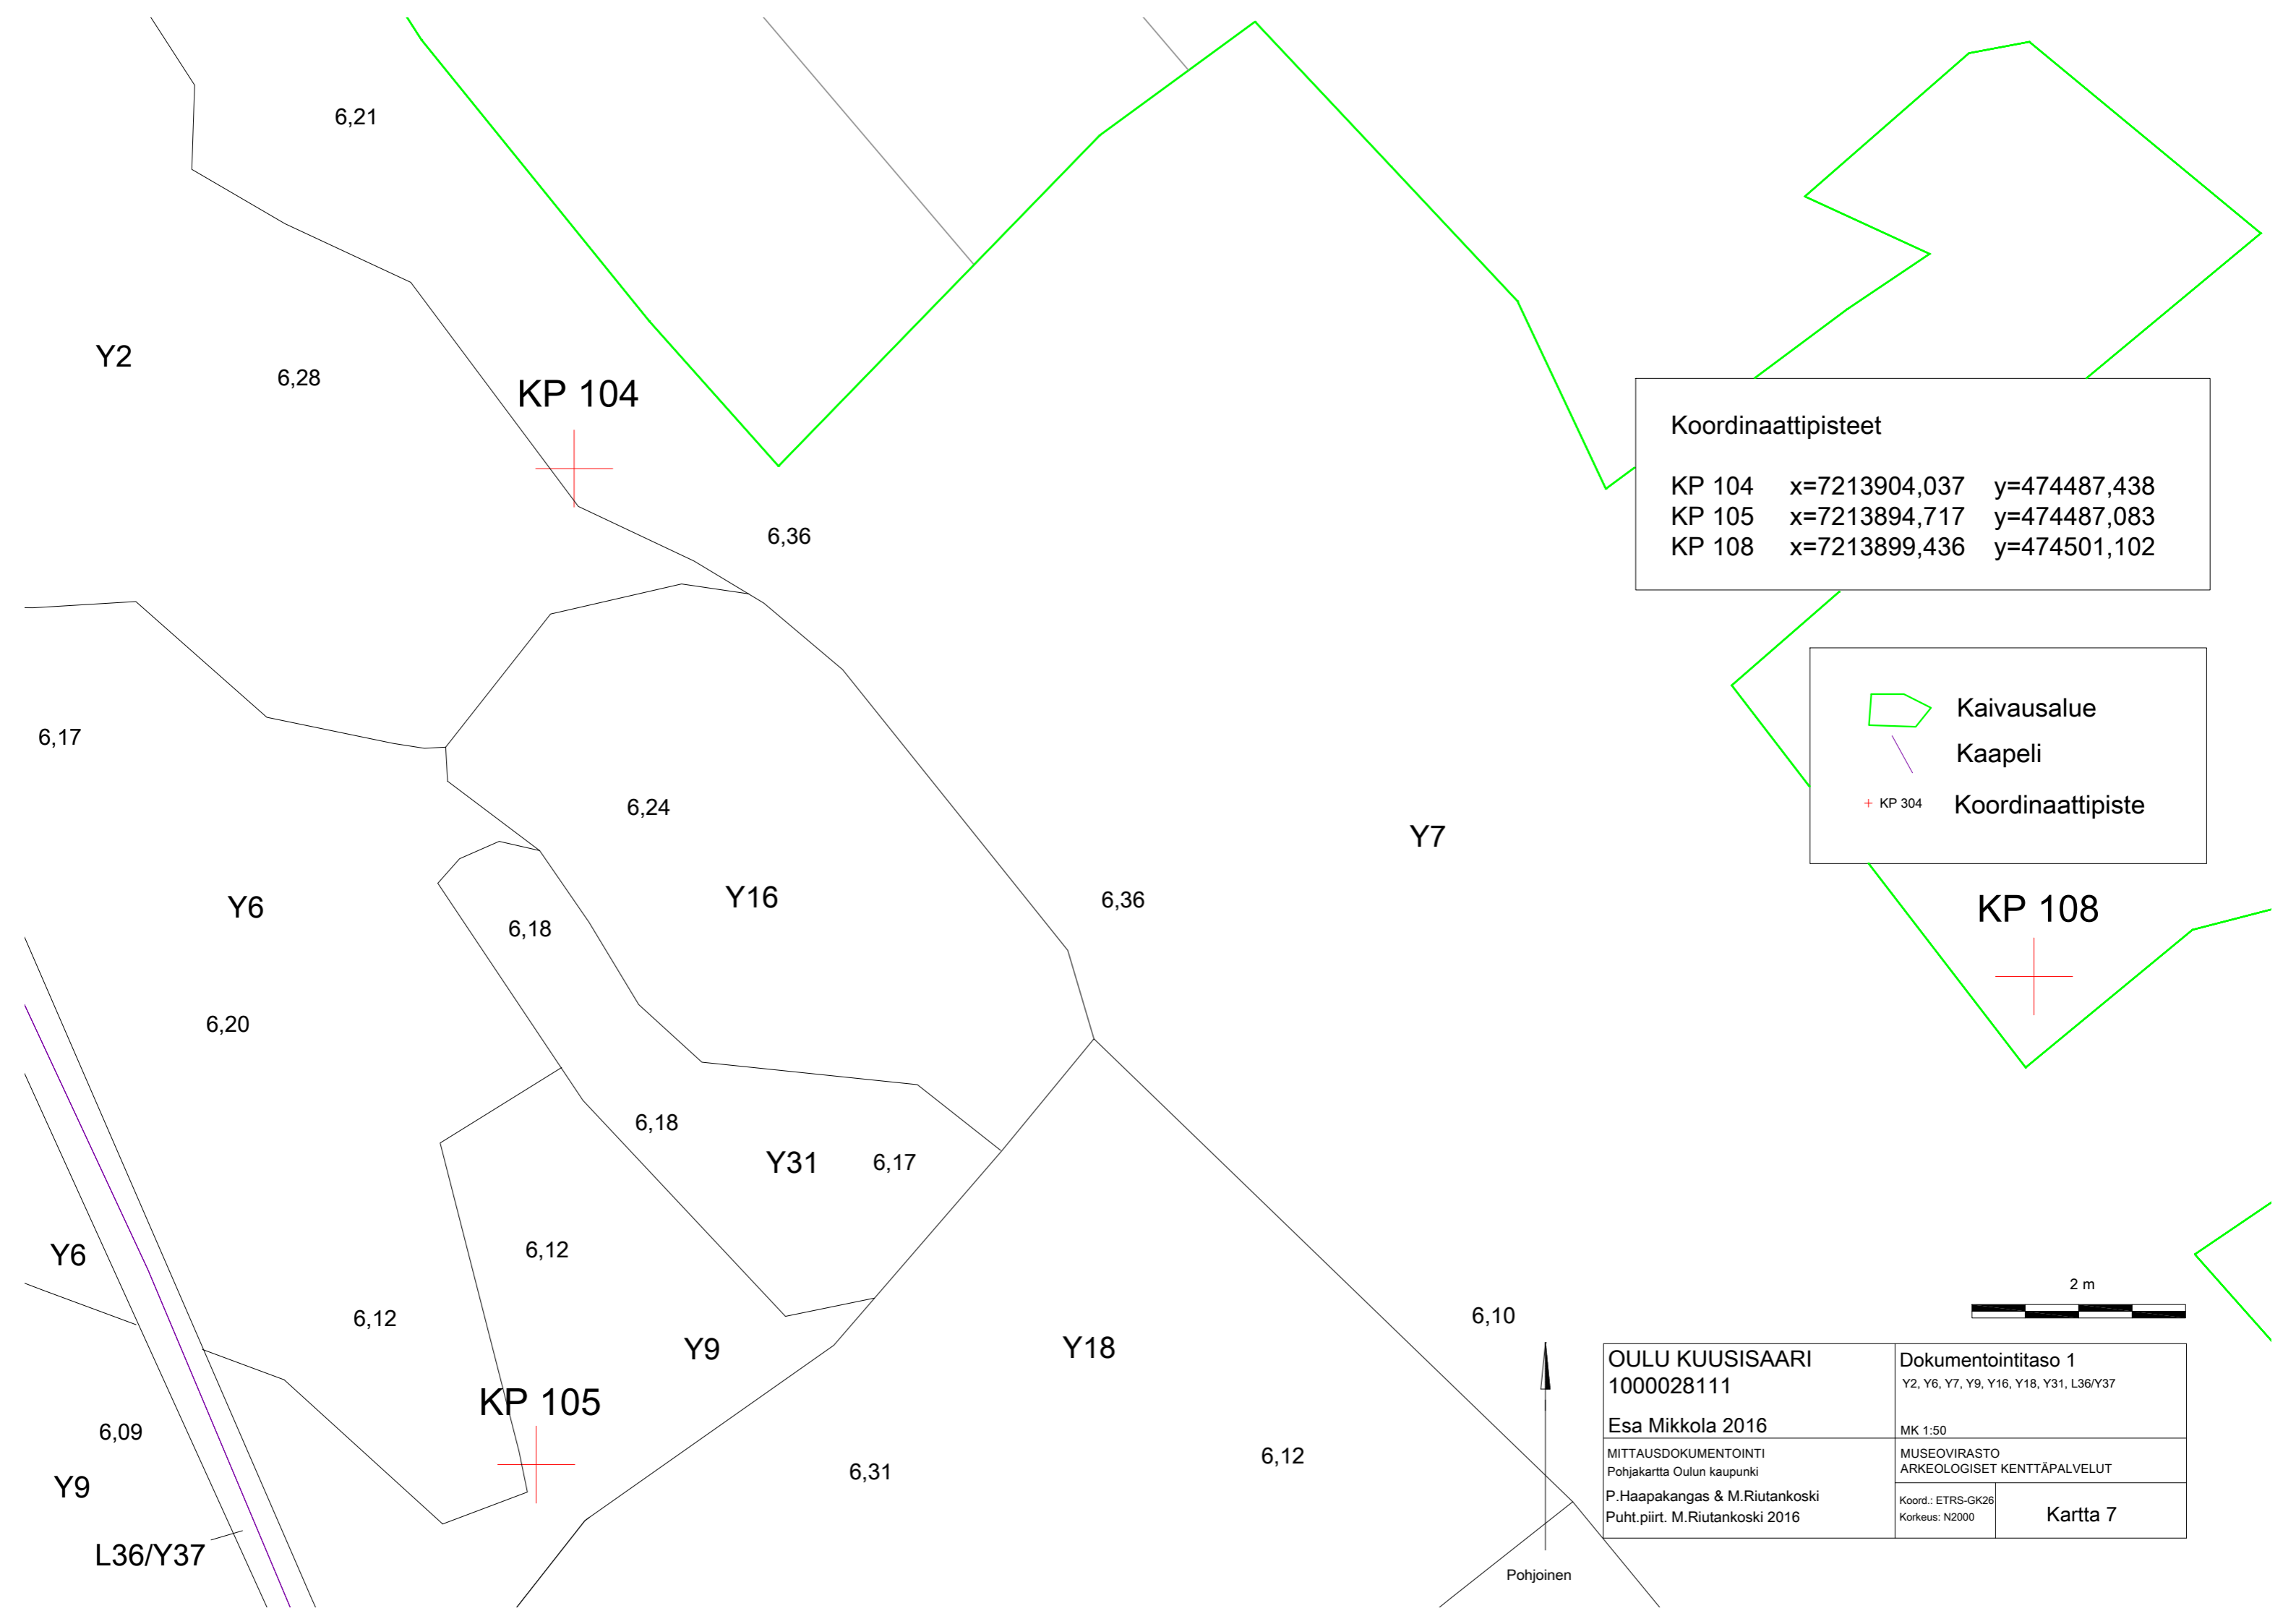 6,21
Y2
6,28
KP 104
6,36
Koordinaattipisteet
KP 104 x=7213904,037 y=474487,438
KP 105 x=7213894,717 y=474487,083
KP 108 x=7213899,436 y=474501,102
6,17
6,24
Y7
Kaivausalue
Kaapeli
KP 304 Koordinaattipiste
Y6
6,18
Y16
6,36
KP 108
6,20
6,18
Y31
6,17
Y6
6,12
6,12
Y9
Y18
6,10
2 m
KP 105
6,09
Y9
6,31
6,12
L36/Y37
Pohjoinen
OULU KUUSISAARI
1000028111
Esa Mikkola 2016
Dokumentointitaso 1
Y2, Y6, Y7, Y9, Y16, Y18, Y31, L36/Y37
MK 1:50
MITTAUSDOKUMENTOINTI
Pohjakartta Oulun kaupunki
P.Haapakangas & M.Riutankoski
Puht.piirt. M.Riutankoski 2016
MUSEOVIRASTO
ARKEOLOGISET KENTTÄPALVELUT
Koord.: ETRS-GK26
Korkeus: N2000
Kartta 7